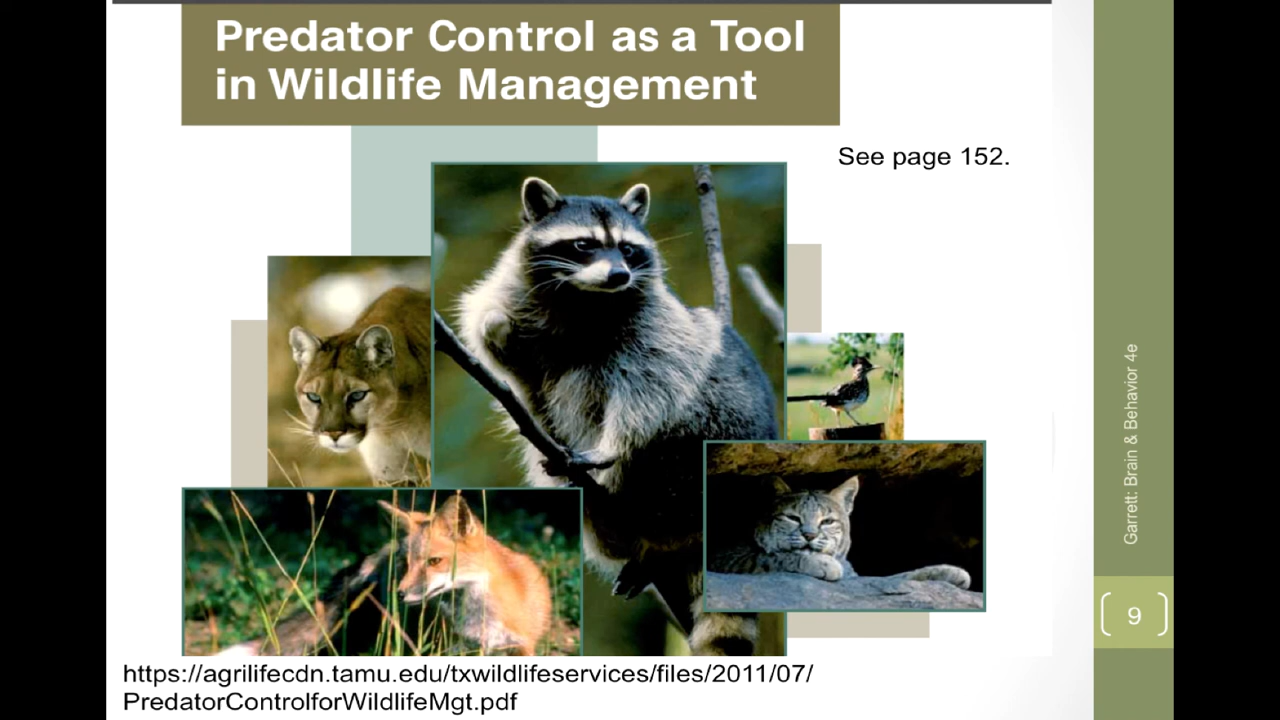 Predator Control as a Tool
in Wildlife Management
See page 152.
https://agrilifecdn.tamu.edu/txwildlifeservices/files/2011/07/
PredatorControlforWildlifeMgt.pdf
Garrett: Brain & Behavior 4e
9